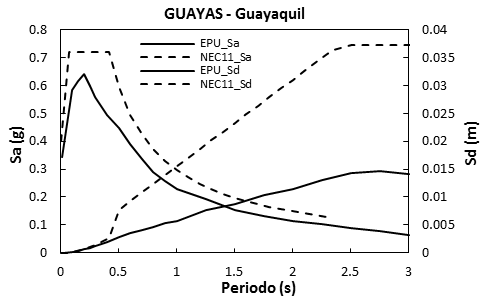 GUAYAS - Guayaquil
EPU_Sa
NEC11_Sa
EPU_Sd
NEC11_Sd
Sa (g)
0.8
0.7
0.6
0.5
0.4
0.3
0.2
0.1
0
0.04
0.035
0.03
0.025
0.02
0.015
0.01
0.005
0
Sd (m)
0 0.5 1 1.5 2 2.5 3
Periodo (s)